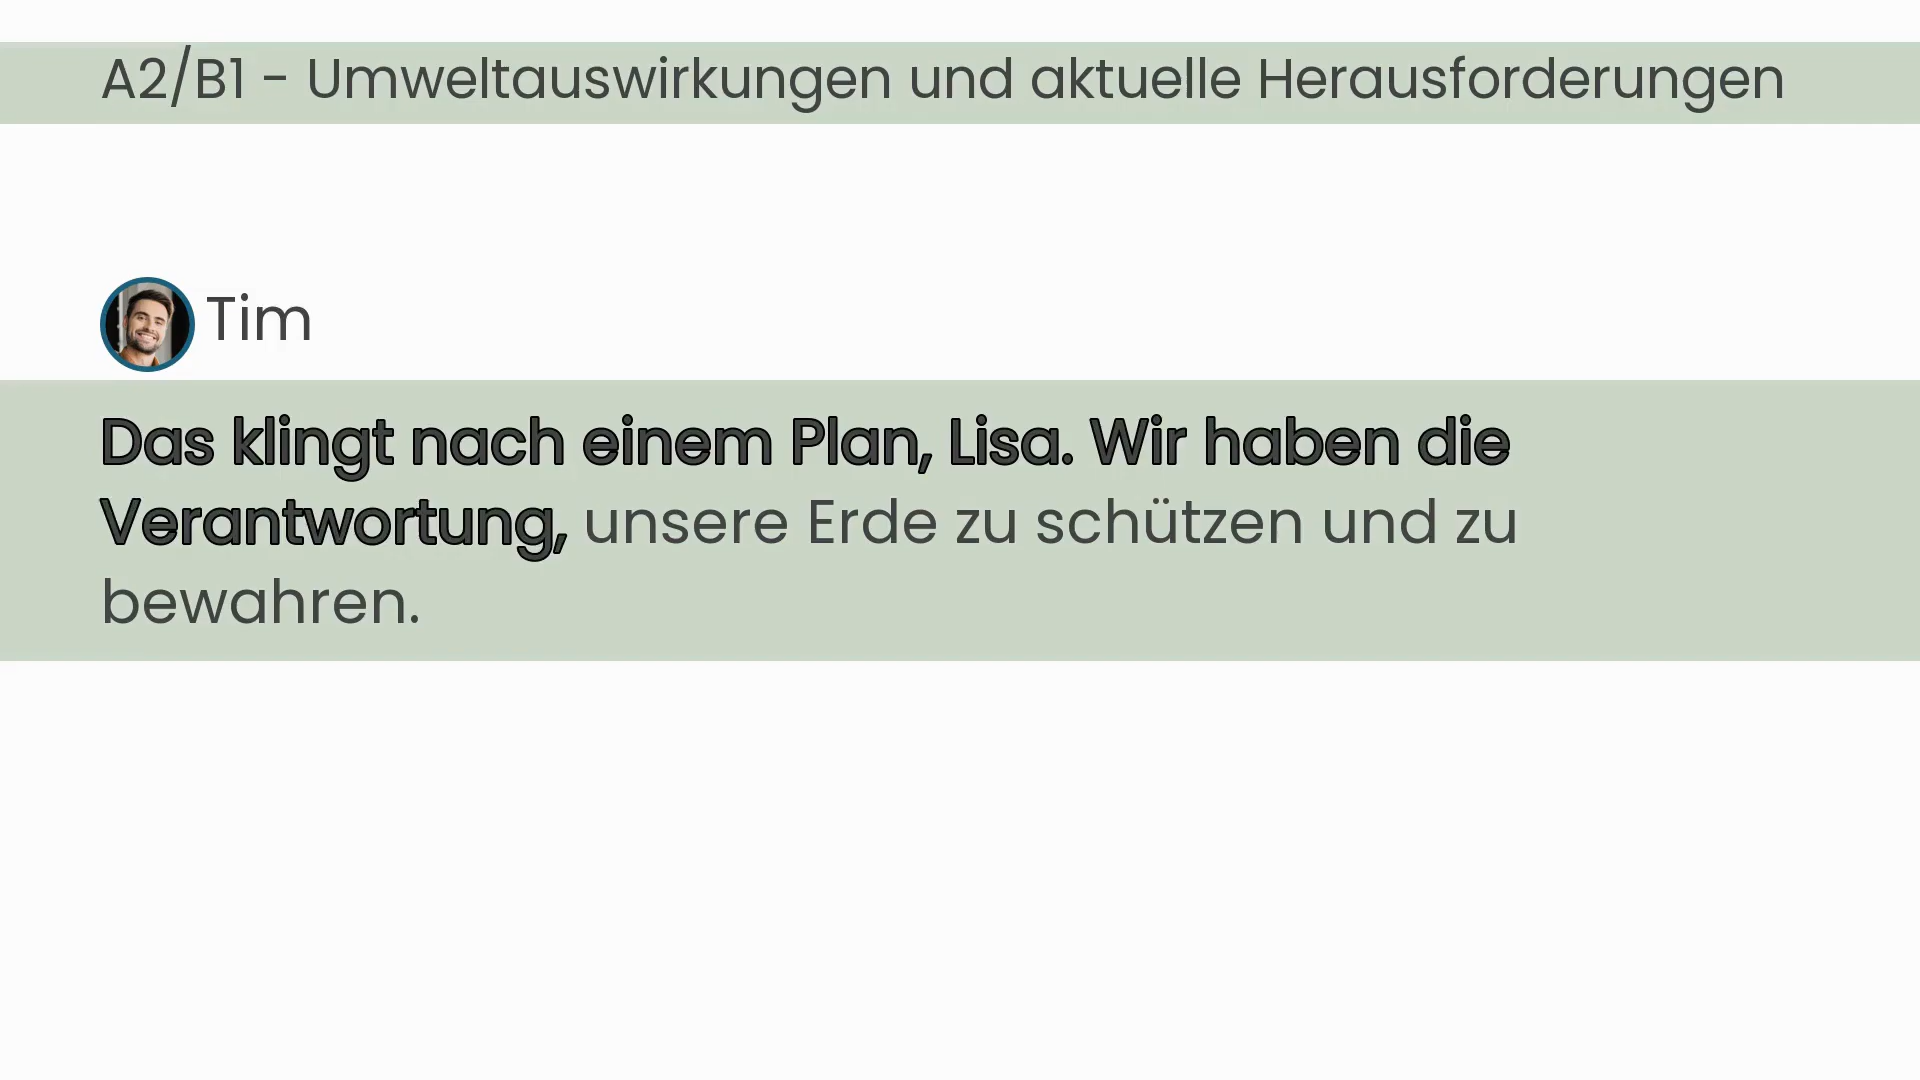 A2/B1 - Umweltauswirkungen und aktuelle Herausforderungen
Tim
Das klingt nach einem Plan, Lisa. Wir haben die
Verantwortung, unsere Erde zu schützen und zu
bewahren.